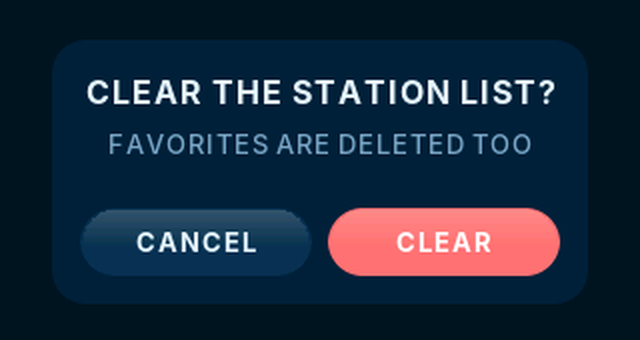 CLEAR THE STATION LIST?
FAVORITES ARE DELETED TOO
CANCEL
CLEAR